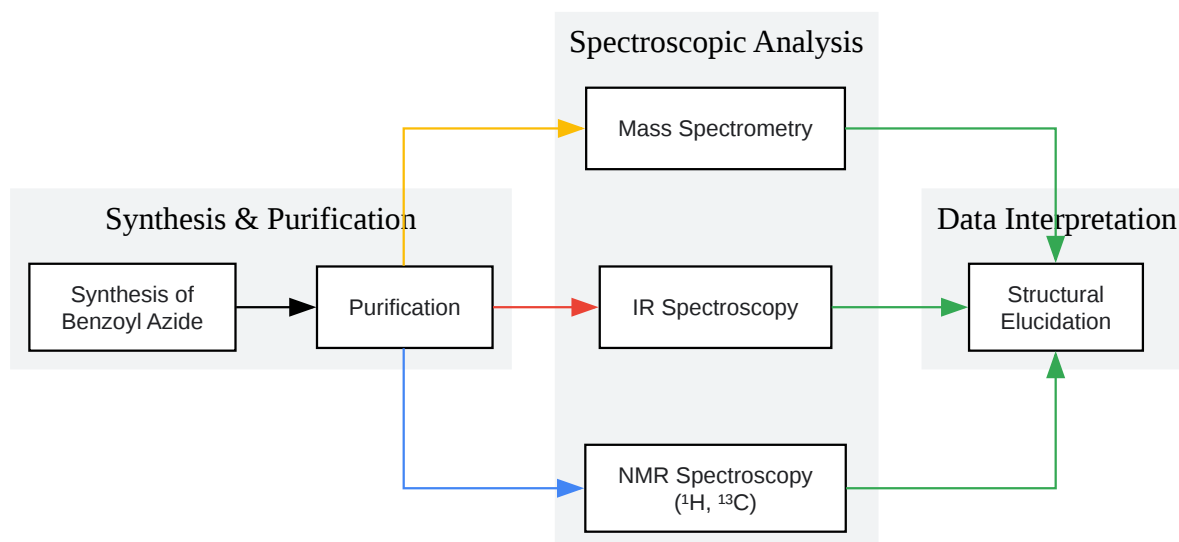 Synthesis & Purification
Synthesis of
Benzoyl Azide
Purification
Spectroscopic Analysis
Mass Spectrometry
IR Spectroscopy
NMR Spectroscopy
(¹H, ¹³C)
Data Interpretation
Structural
Elucidation